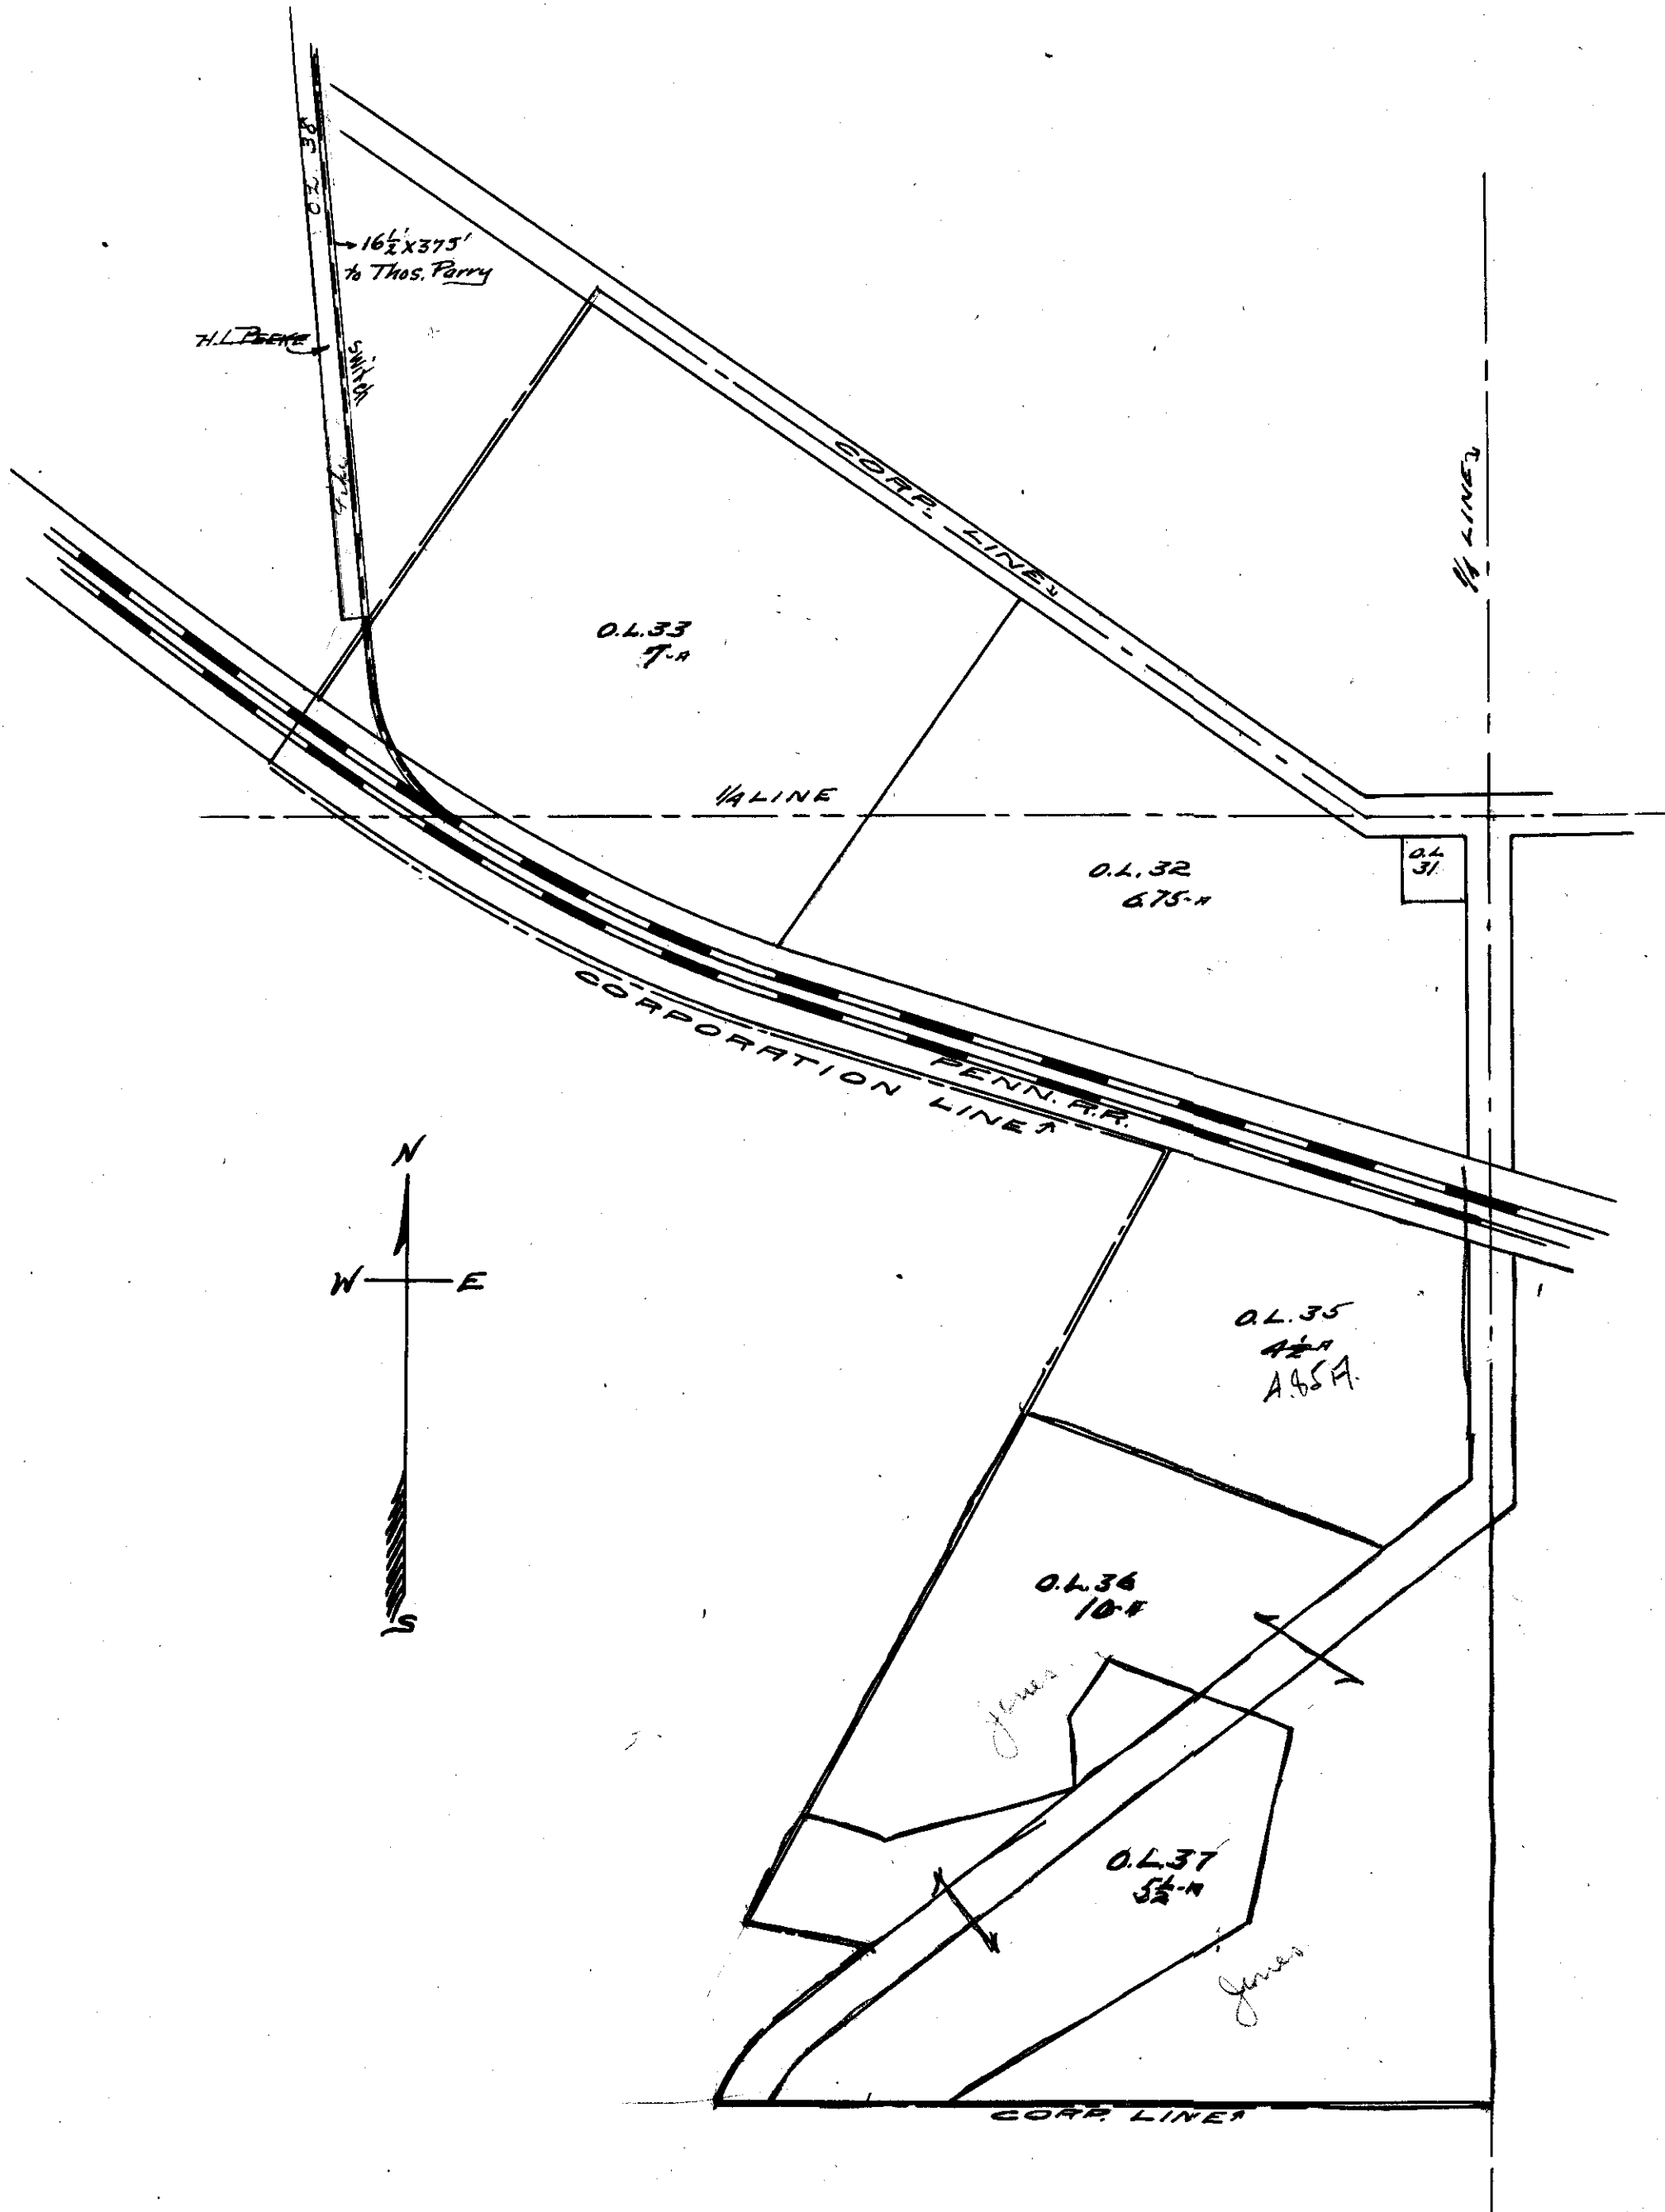 O.L. 38
16½'x375'
to Thos. Parry
H.L. PEEKE
SWITCH
CORP. LINE
¼ LINE
O.L.33
7-A
¼ LINE
O.L.32
6.75-A
O.L.
31
CORPORATION LINE
PENN. R.R.
N
W E
S
O.L.35
4½A
4.85A.
O.L.36
10-A
Jones
O.L.37
5½-A
Jones
CORP. LINE